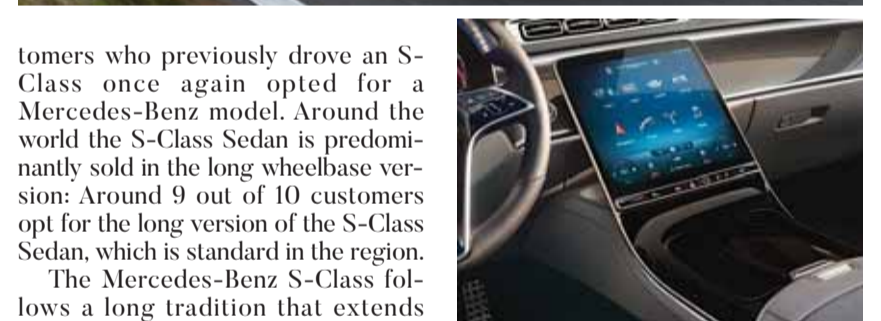 tomers who previously drove an S-
Class once again opted for a
Mercedes-Benz model. Around the
world the S-Class Sedan is predomi-
nantly sold in the long wheelbase ver-
sion: Around 9 out of 10 customers
opt for the long version of the S-Class
Sedan, which is standard in the region.
The Mercedes-Benz S-Class fol-
lows a long tradition that extends